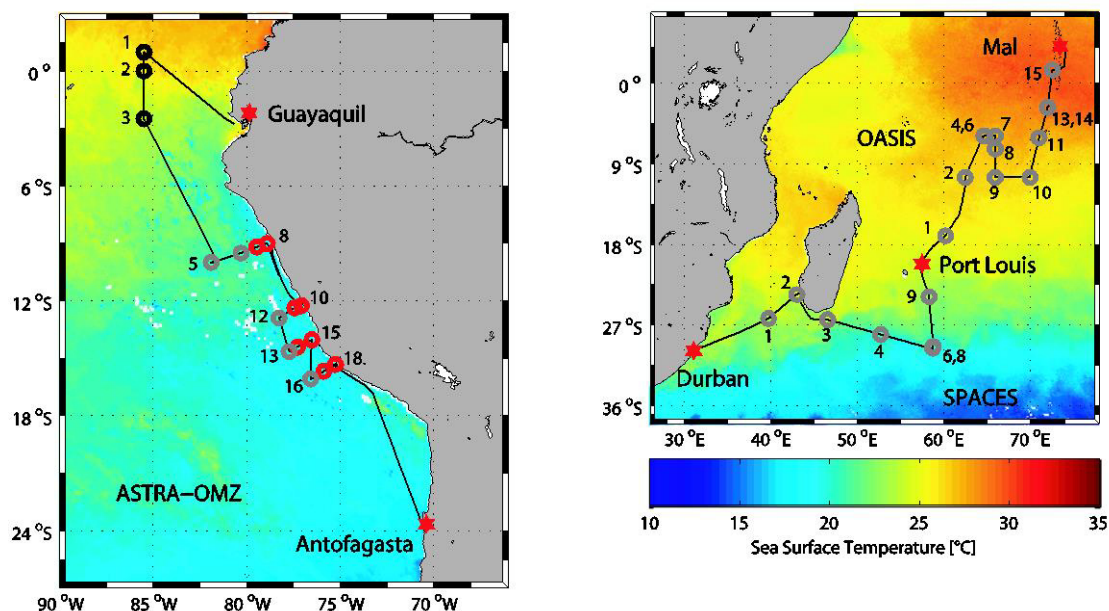 1
0°
2
3
Guayaquil
6 °S
8
5
10
12 °S
12
15
13
18
16
18 °S
ASTRA–OMZ
24 °S
Antofagasta
90 °W 85 °W 80 °W 75 °W 70 °W
Mal
15
0°
13,14
OASIS
4,6 7
11
8
9 °S
2 9 10
1
18 °S
Port Louis
2
9
27 °S
1 3 4 6,8
Durban
SPACES
36 °S
30 °E 40 °E 50 °E 60 °E 70 °E
10 15 20 25 30 35
Sea Surface Temperature [°C]